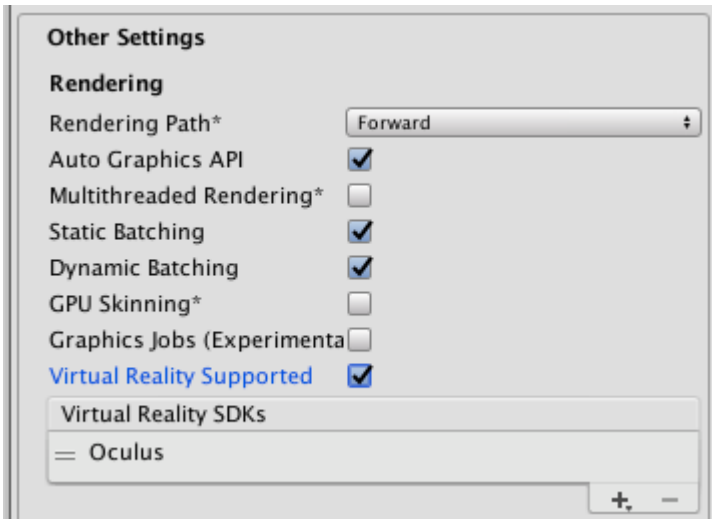 Other Settings
Rendering
Rendering Path* Forward
Auto Graphics API
Multithreaded Rendering*
Static Batching
Dynamic Batching
GPU Skinning*
Graphics Jobs (Experimenta
Virtual Reality Supported
Virtual Reality SDKs
= Oculus